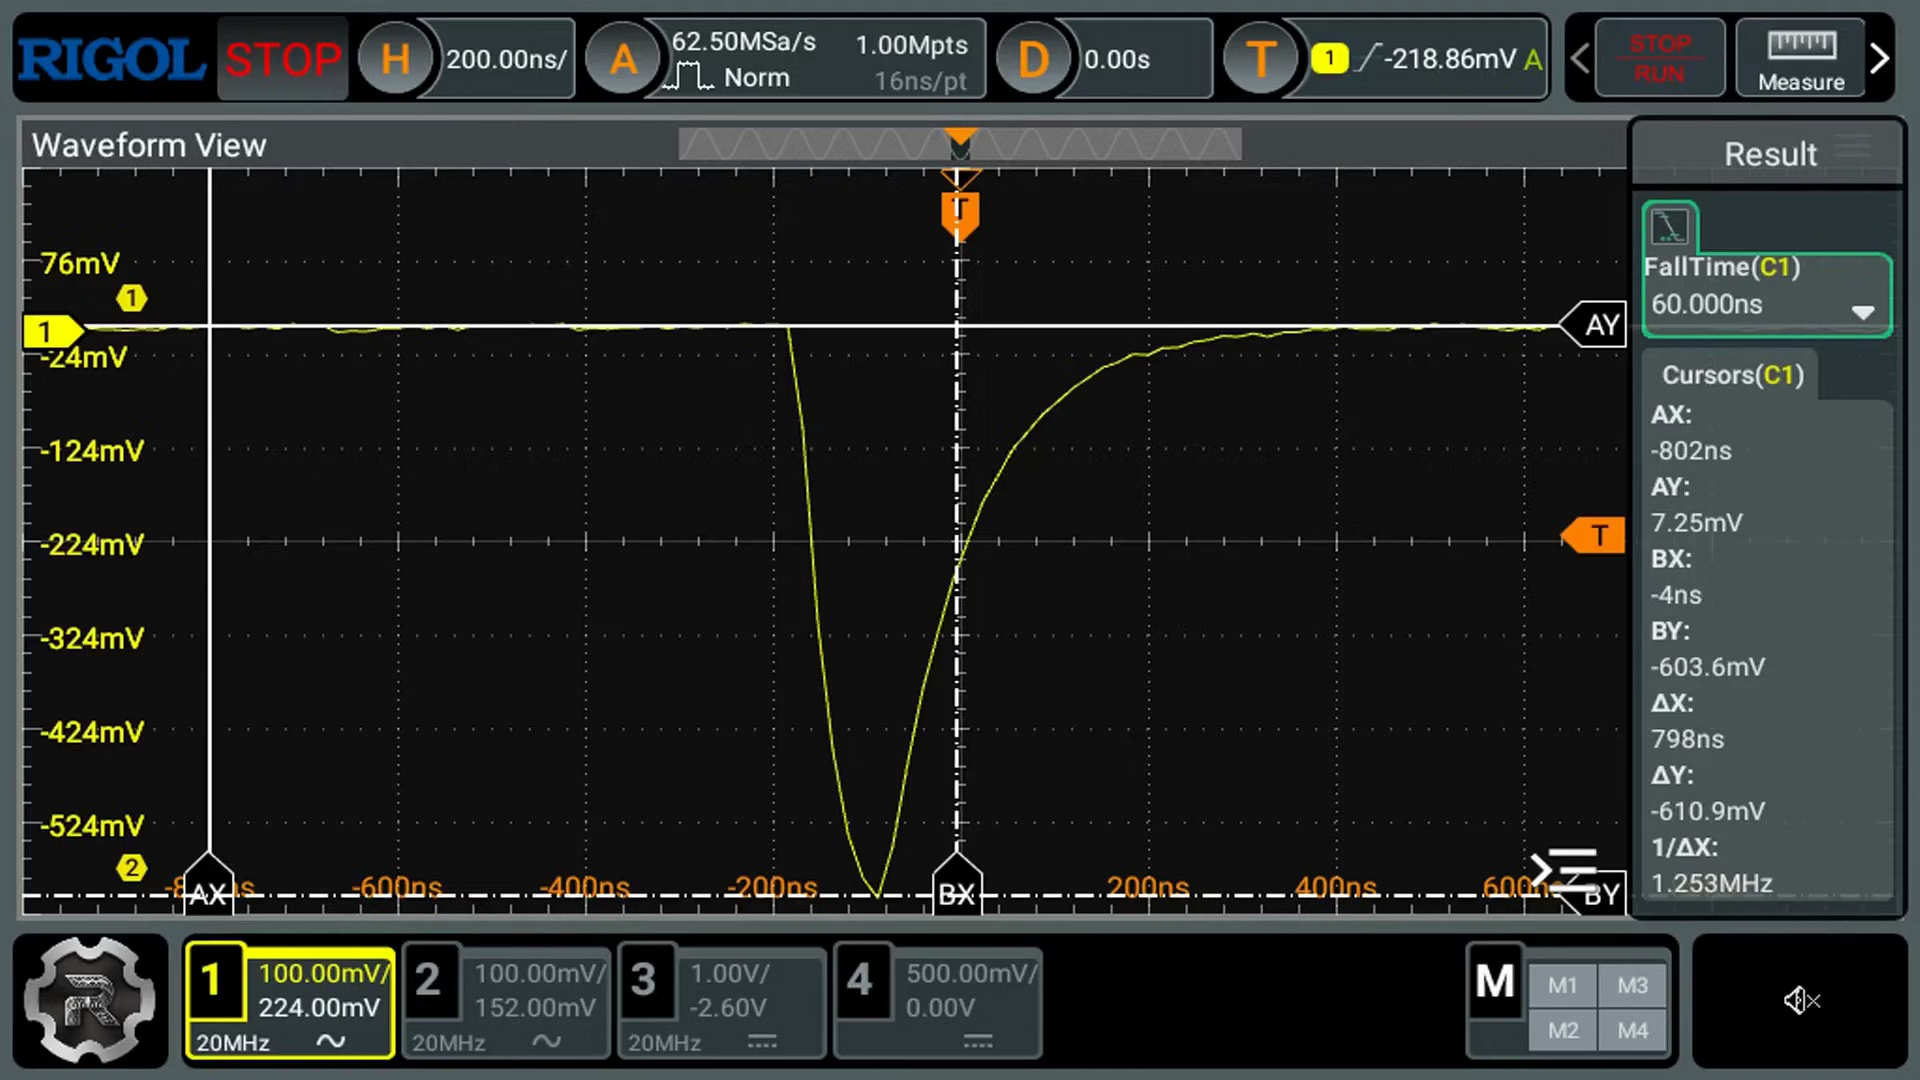 RIGOL STOP H 200.00ns/ A 62.50MSa/s 1.00Mpts D 0.00s T 1 -218.86mV A STOP Measure
Norm 16ns/pt RUN
Waveform View
Result
T
76mV
1
1
-24mV
-124mV
-224mV
-324mV
-424mV
-524mV
2
AY
T
BY
AX
-600ns
-400ns
-200ns
BX
200ns
400ns
FallTime(C1)
60.000ns
Cursors(C1)
AX:
-802ns
AY:
7.25mV
BX:
-4ns
BY:
-603.6mV
ΔX:
798ns
ΔY:
-610.9mV
1/ΔX:
1.253MHz
R
1 100.00mV/
224.00mV
20MHz
2 100.00mV/
152.00mV
20MHz
3 1.00V/
-2.60V
20MHz
4 500.00mV/
0.00V
M M1 M3
M2 M4